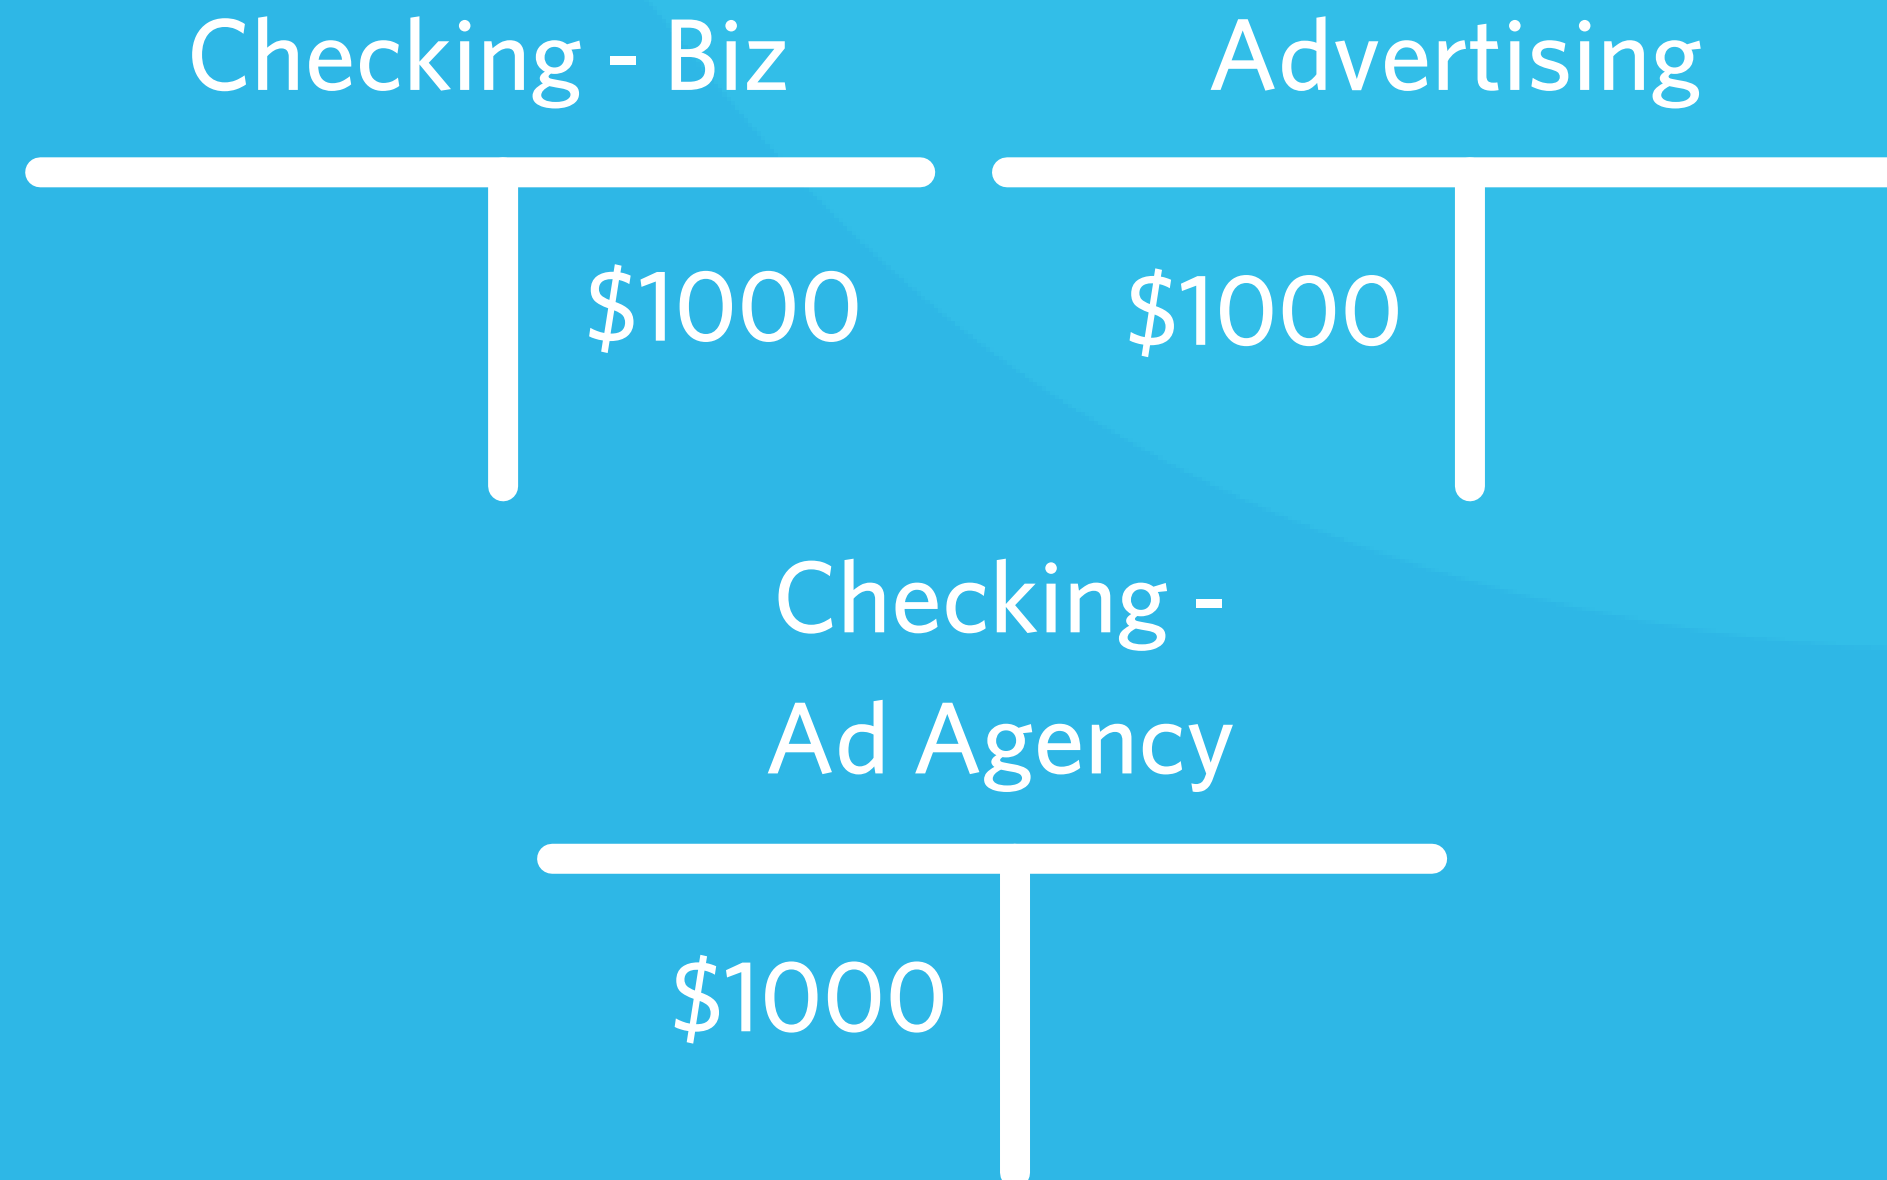 Checking - Biz
Advertising
$1000
$1000
Checking -
Ad Agency
$1000